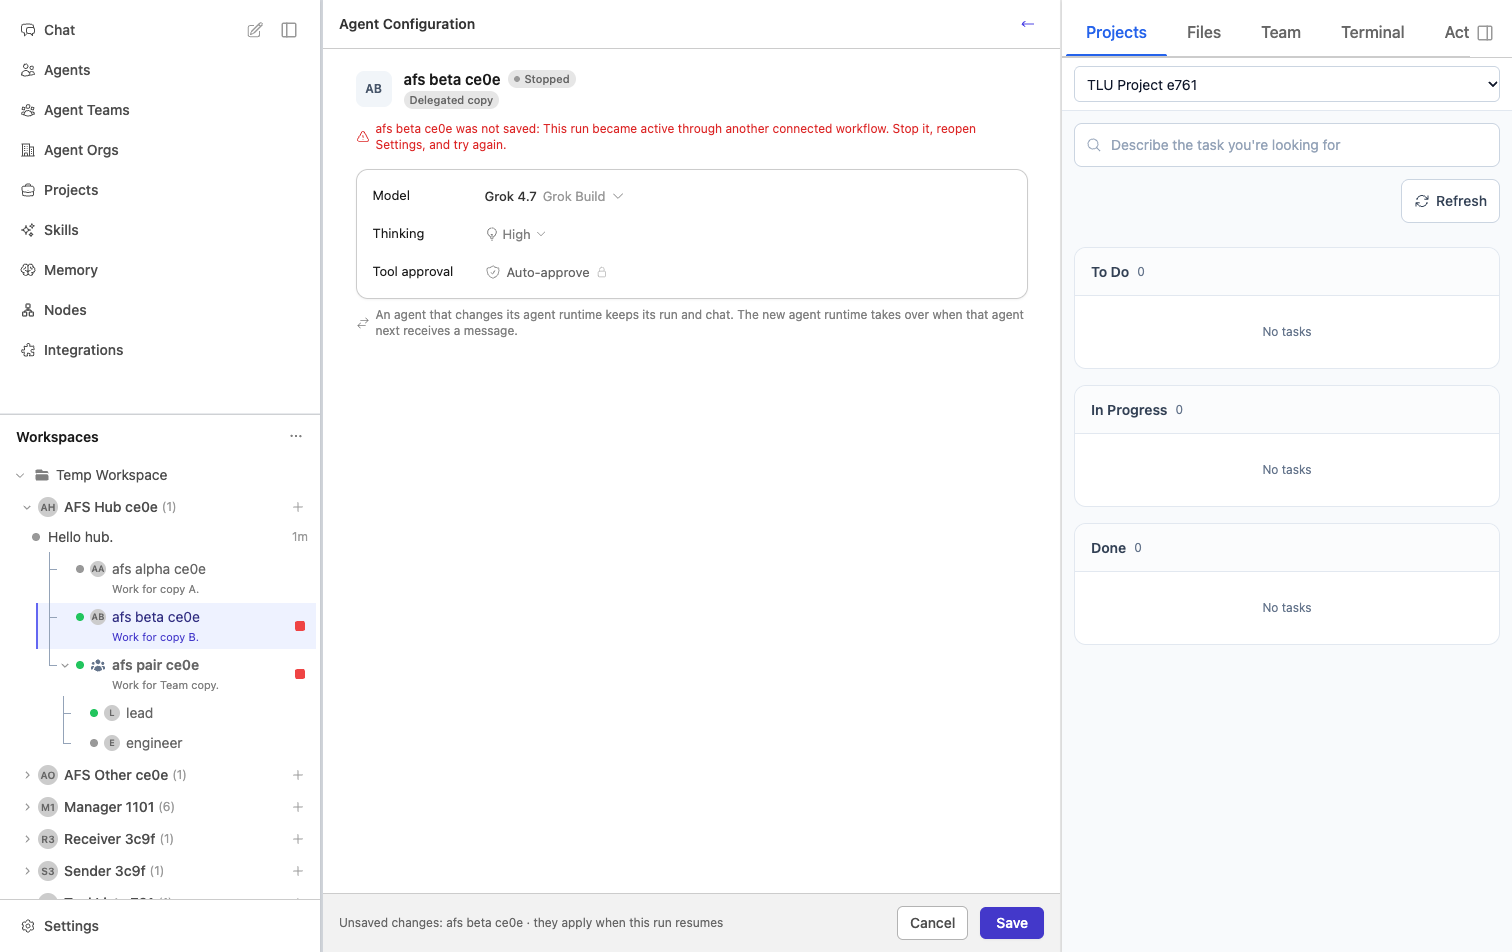 Chat
Agents
Agent Teams
Agent Orgs
Projects
Skills
Memory
Nodes
Integrations
Workspaces
Temp Workspace
AH AFS Hub ce0e (1)
Hello hub. 1m
AA afs alpha ce0e
Work for copy A.
AB afs beta ce0e
Work for copy B.
afs pair ce0e
Work for Team copy.
L lead
E engineer
AO AFS Other ce0e (1)
M1 Manager 1101 (6)
R3 Receiver 3c9f (1)
S3 Sender 3c9f (1)
Settings
Agent Configuration
AB afs beta ce0e Stopped
Delegated copy
afs beta ce0e was not saved: This run became active through another connected workflow. Stop it, reopen
Settings, and try again.
Model Grok 4.7 Grok Build
Thinking High
Tool approval Auto-approve
An agent that changes its agent runtime keeps its run and chat. The new agent runtime takes over when that agent
next receives a message.
Unsaved changes: afs beta ce0e · they apply when this run resumes
Cancel Save
Projects Files Team Terminal Act
TLU Project e761
Describe the task you're looking for
Refresh
To Do 0
No tasks
In Progress 0
No tasks
Done 0
No tasks